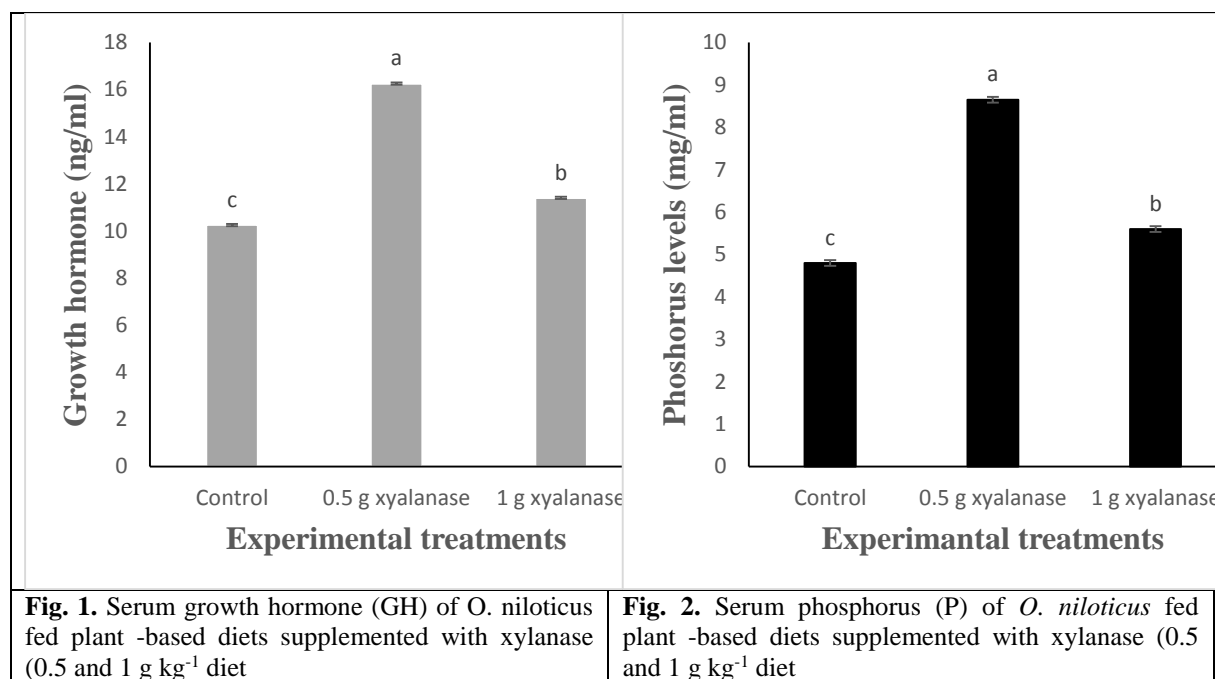 18
16
14
12
10
8
6
4
2
0
Growth hormone (ng/ml)
c
a
b
Control 0.5 g xyalanase 1 g xyalanase
Experimental treatments
10
9
8
7
6
5
4
3
2
1
0
Phoshorus levels (mg/ml)
c
a
b
Control 0.5 g xyalanase 1 g xyalanase
Experimantal treatments
Fig. 1. Serum growth hormone (GH) of O. niloticus
fed plant -based diets supplemented with xylanase
(0.5 and 1 g kg⁻¹ diet
Fig. 2. Serum phosphorus (P) of O. niloticus fed
plant -based diets supplemented with xylanase (0.5
and 1 g kg⁻¹ diet